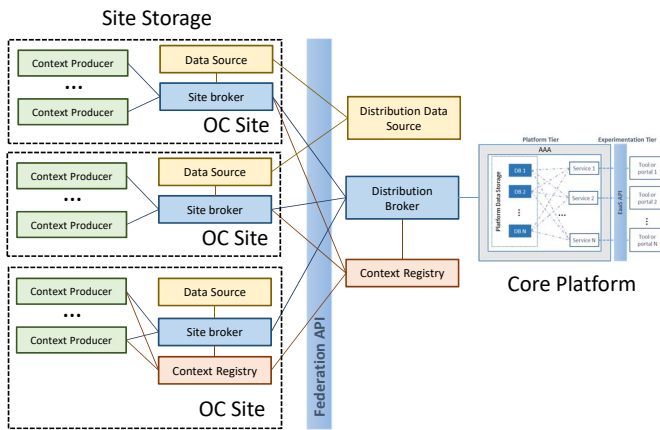 Site Storage
Context Producer
...
Context Producer
Data Source
Site broker
OC Site
Context Producer
...
Context Producer
Data Source
Site broker
OC Site
Context Producer
...
Context Producer
Data Source
Site broker
Context Registry
OC Site
Federation API
Distribution Data
Source
Distribution
Broker
Context Registry
Platform Tier
Experimentation Tier
AAA
Platform Data Storage
DB 1
DB 2
...
DB N
Service 1
Service 2
...
Service N
EaaS API
Tool or
portal 1
Tool or
portal 2
...
Tool or
portal N
Core Platform